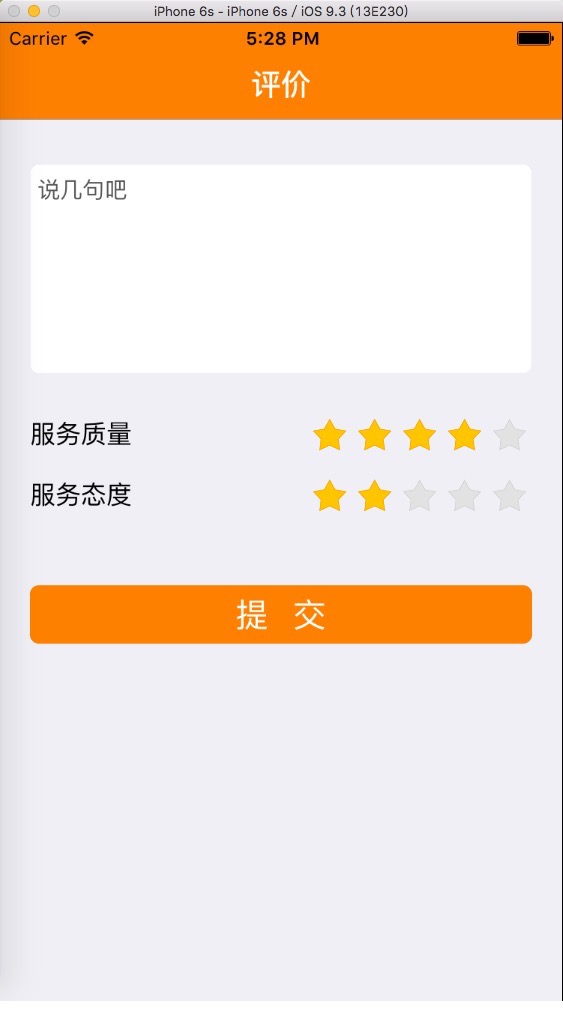 iPhone 6s - iPhone 6s / iOS 9.3 (13E230)
Carrier 5:28 PM
评价
说几句吧
服务质量
服务态度
提 交